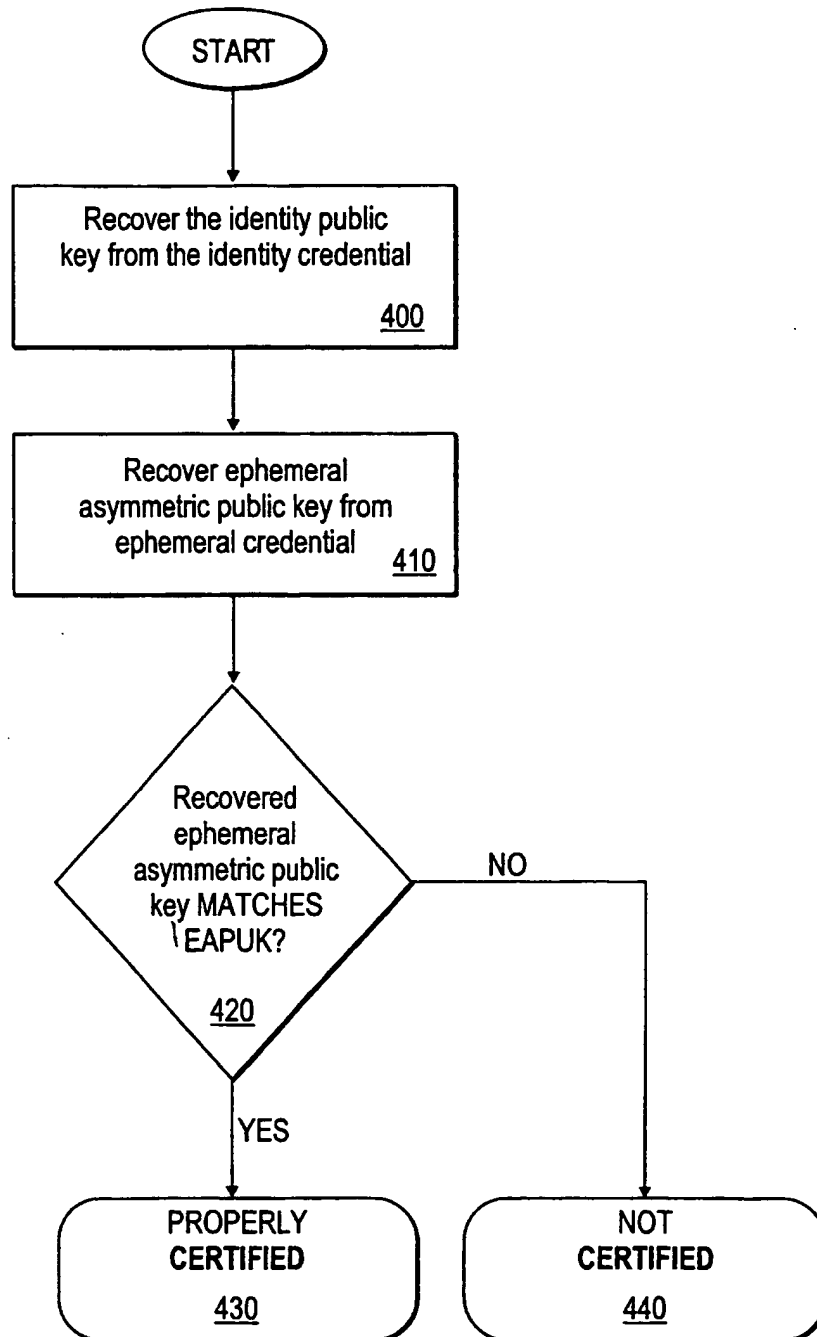 START
Recover the identity public
key from the identity credential
400
Recover ephemeral
asymmetric public key from
ephemeral credential
410
Recovered
ephemeral
asymmetric public
key MATCHES
EAPUK?
420
NO
YES
PROPERLY
CERTIFIED
430
NOT
CERTIFIED
440